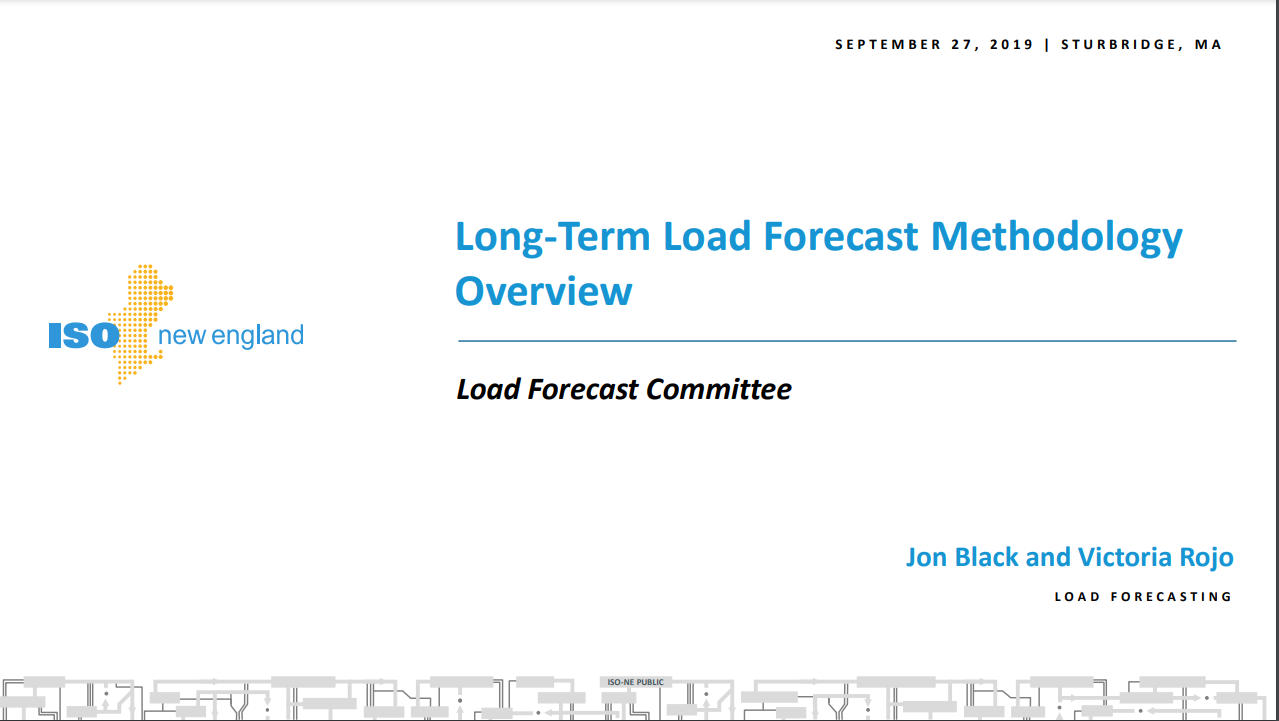 SEPTEMBER 27, 2019 | STURBRIDGE, MA
Long-Term Load Forecast Methodology
Overview
ISO new england
Load Forecast Committee
Jon Black and Victoria Rojo
LOAD FORECASTING
ISO-NE PUBLIC